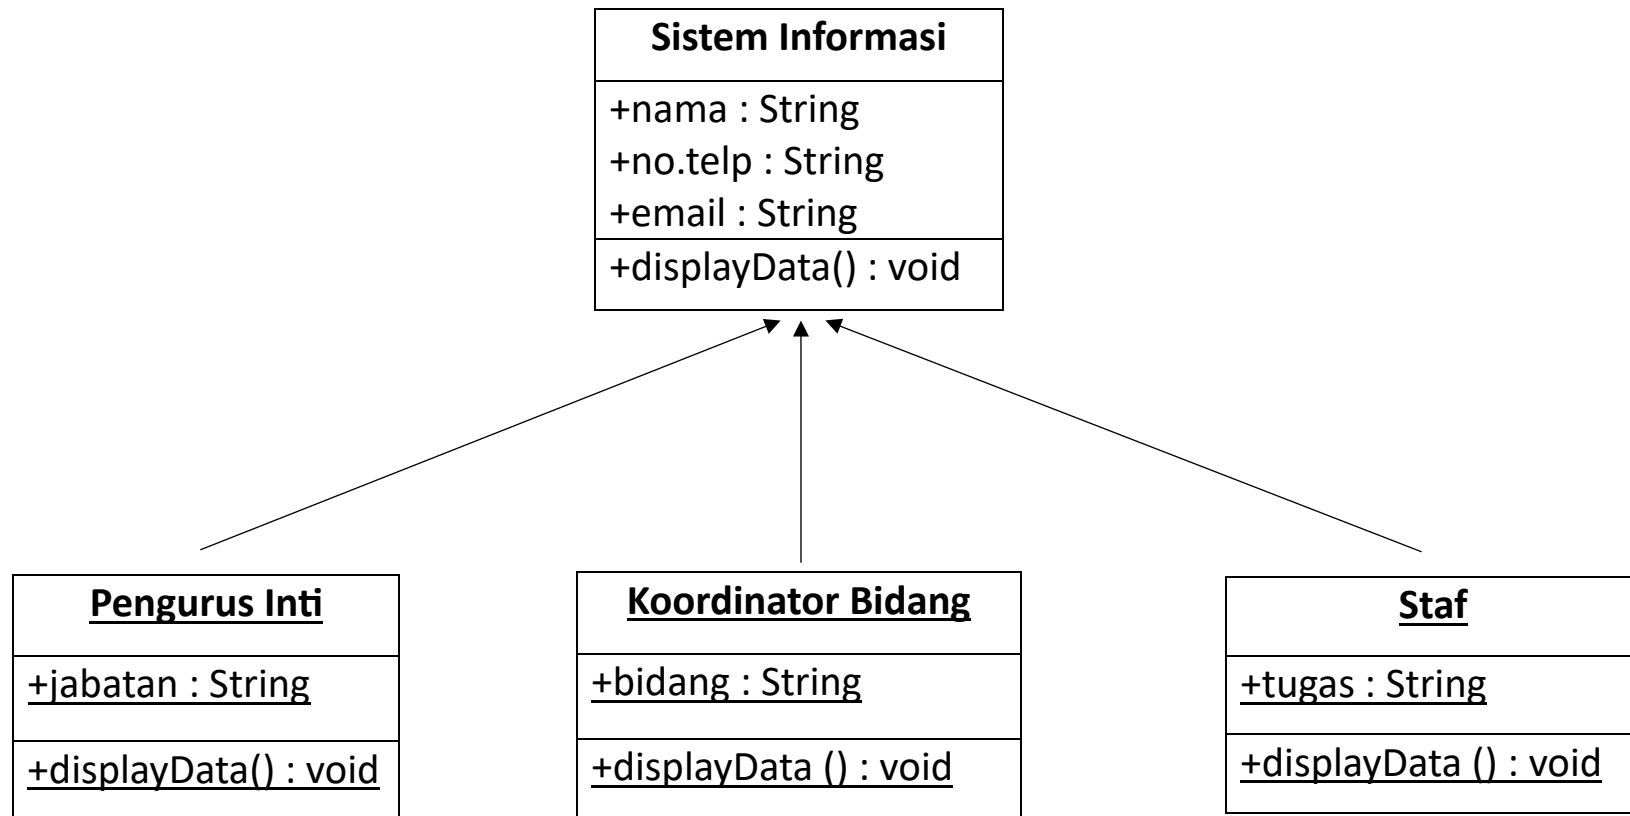 Sistem Informasi
+nama : String
+no.telp : String
+email : String
+displayData() : void
Pengurus Inti
+jabatan : String
+displayData() : void
Koordinator Bidang
+bidang : String
+displayData () : void
Staf
+tugas : String
+displayData () : void